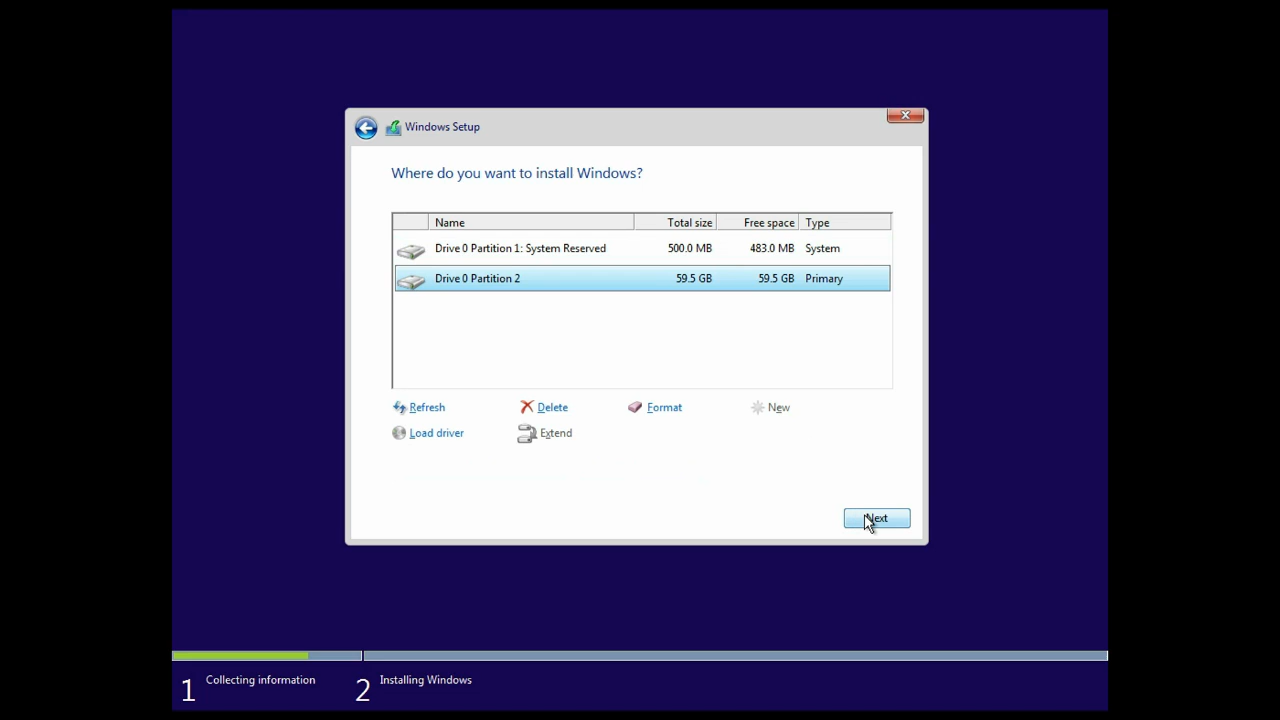 Windows Setup
Where do you want to install Windows?
Name Total size Free space Type
Drive 0 Partition 1: System Reserved 500.0 MB 483.0 MB System
Drive 0 Partition 2 59.5 GB 59.5 GB Primary
Refresh Delete Format New
Load driver Extend
Next
1 Collecting information 2 Installing Windows